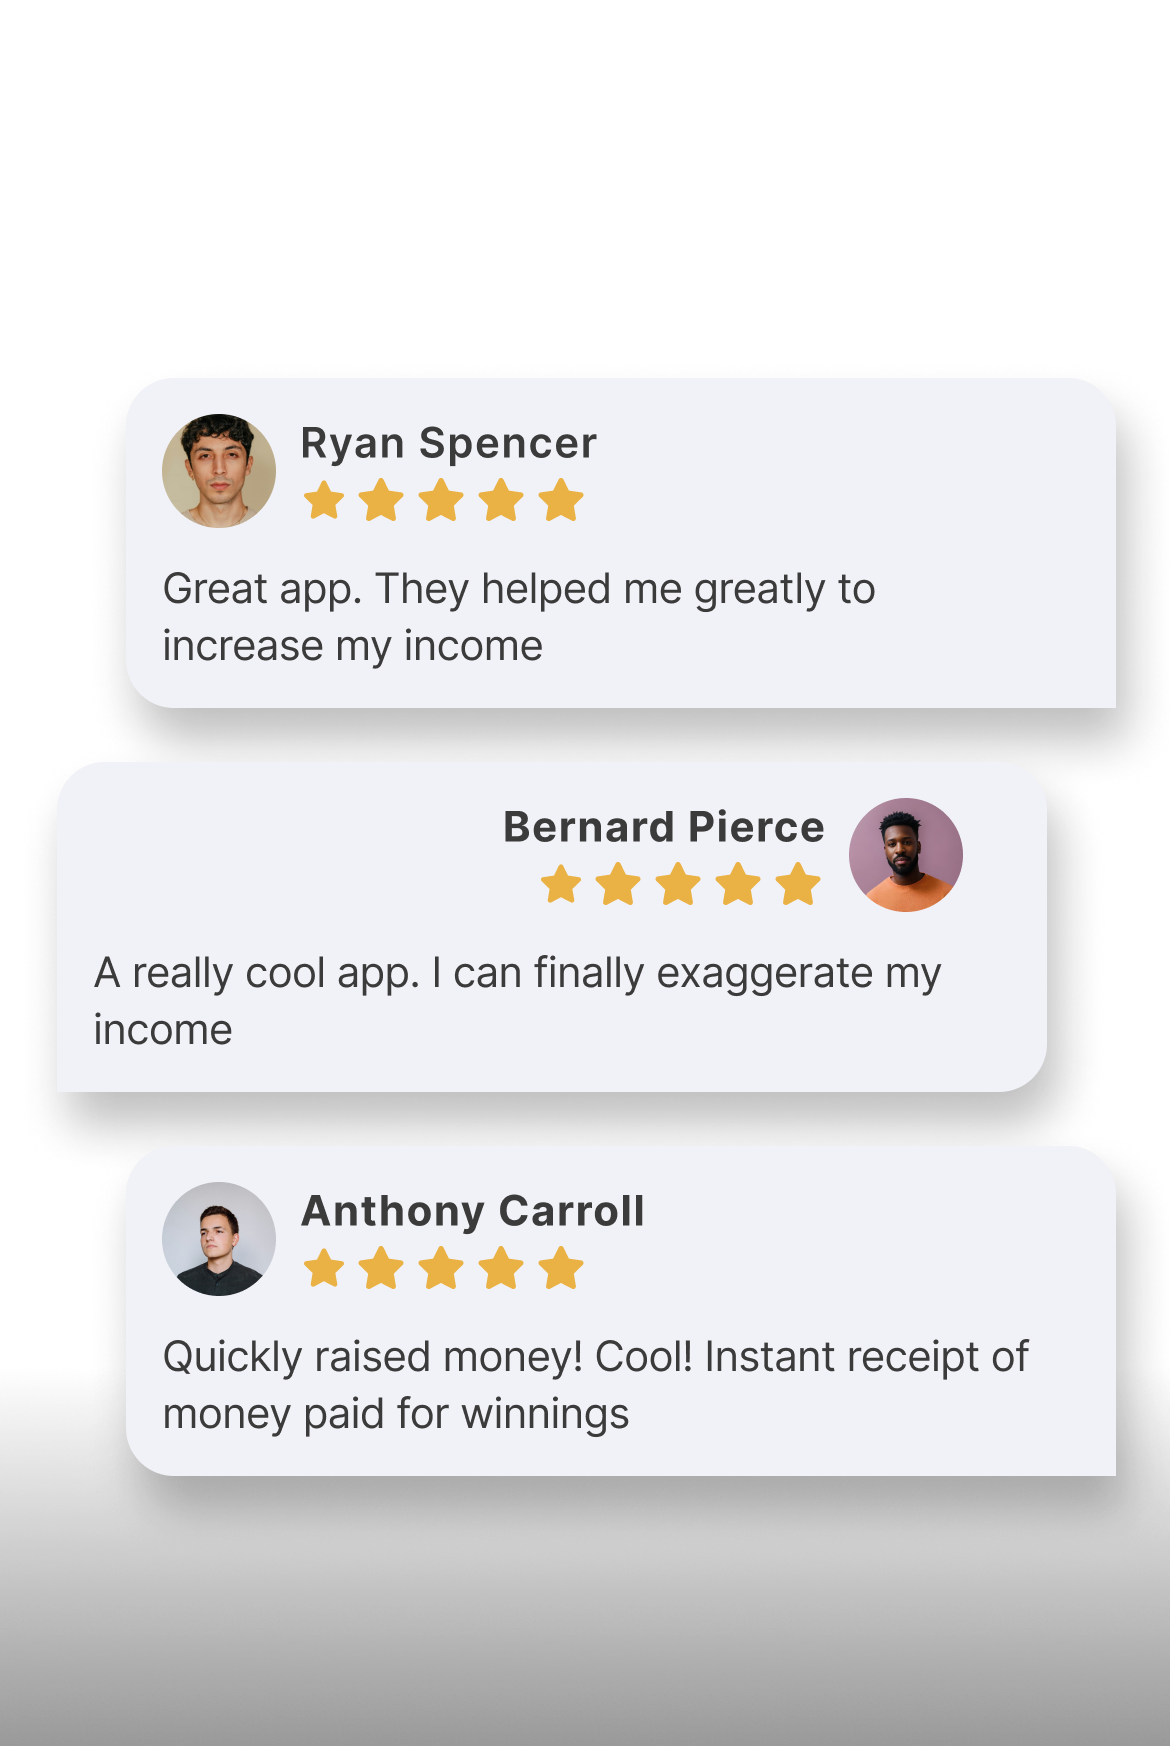 Ryan Spencer
Great app. They helped me greatly to
increase my income
Bernard Pierce
A really cool app. I can finally exaggerate my
income
Anthony Carroll
Quickly raised money! Cool! Instant receipt of
money paid for winnings